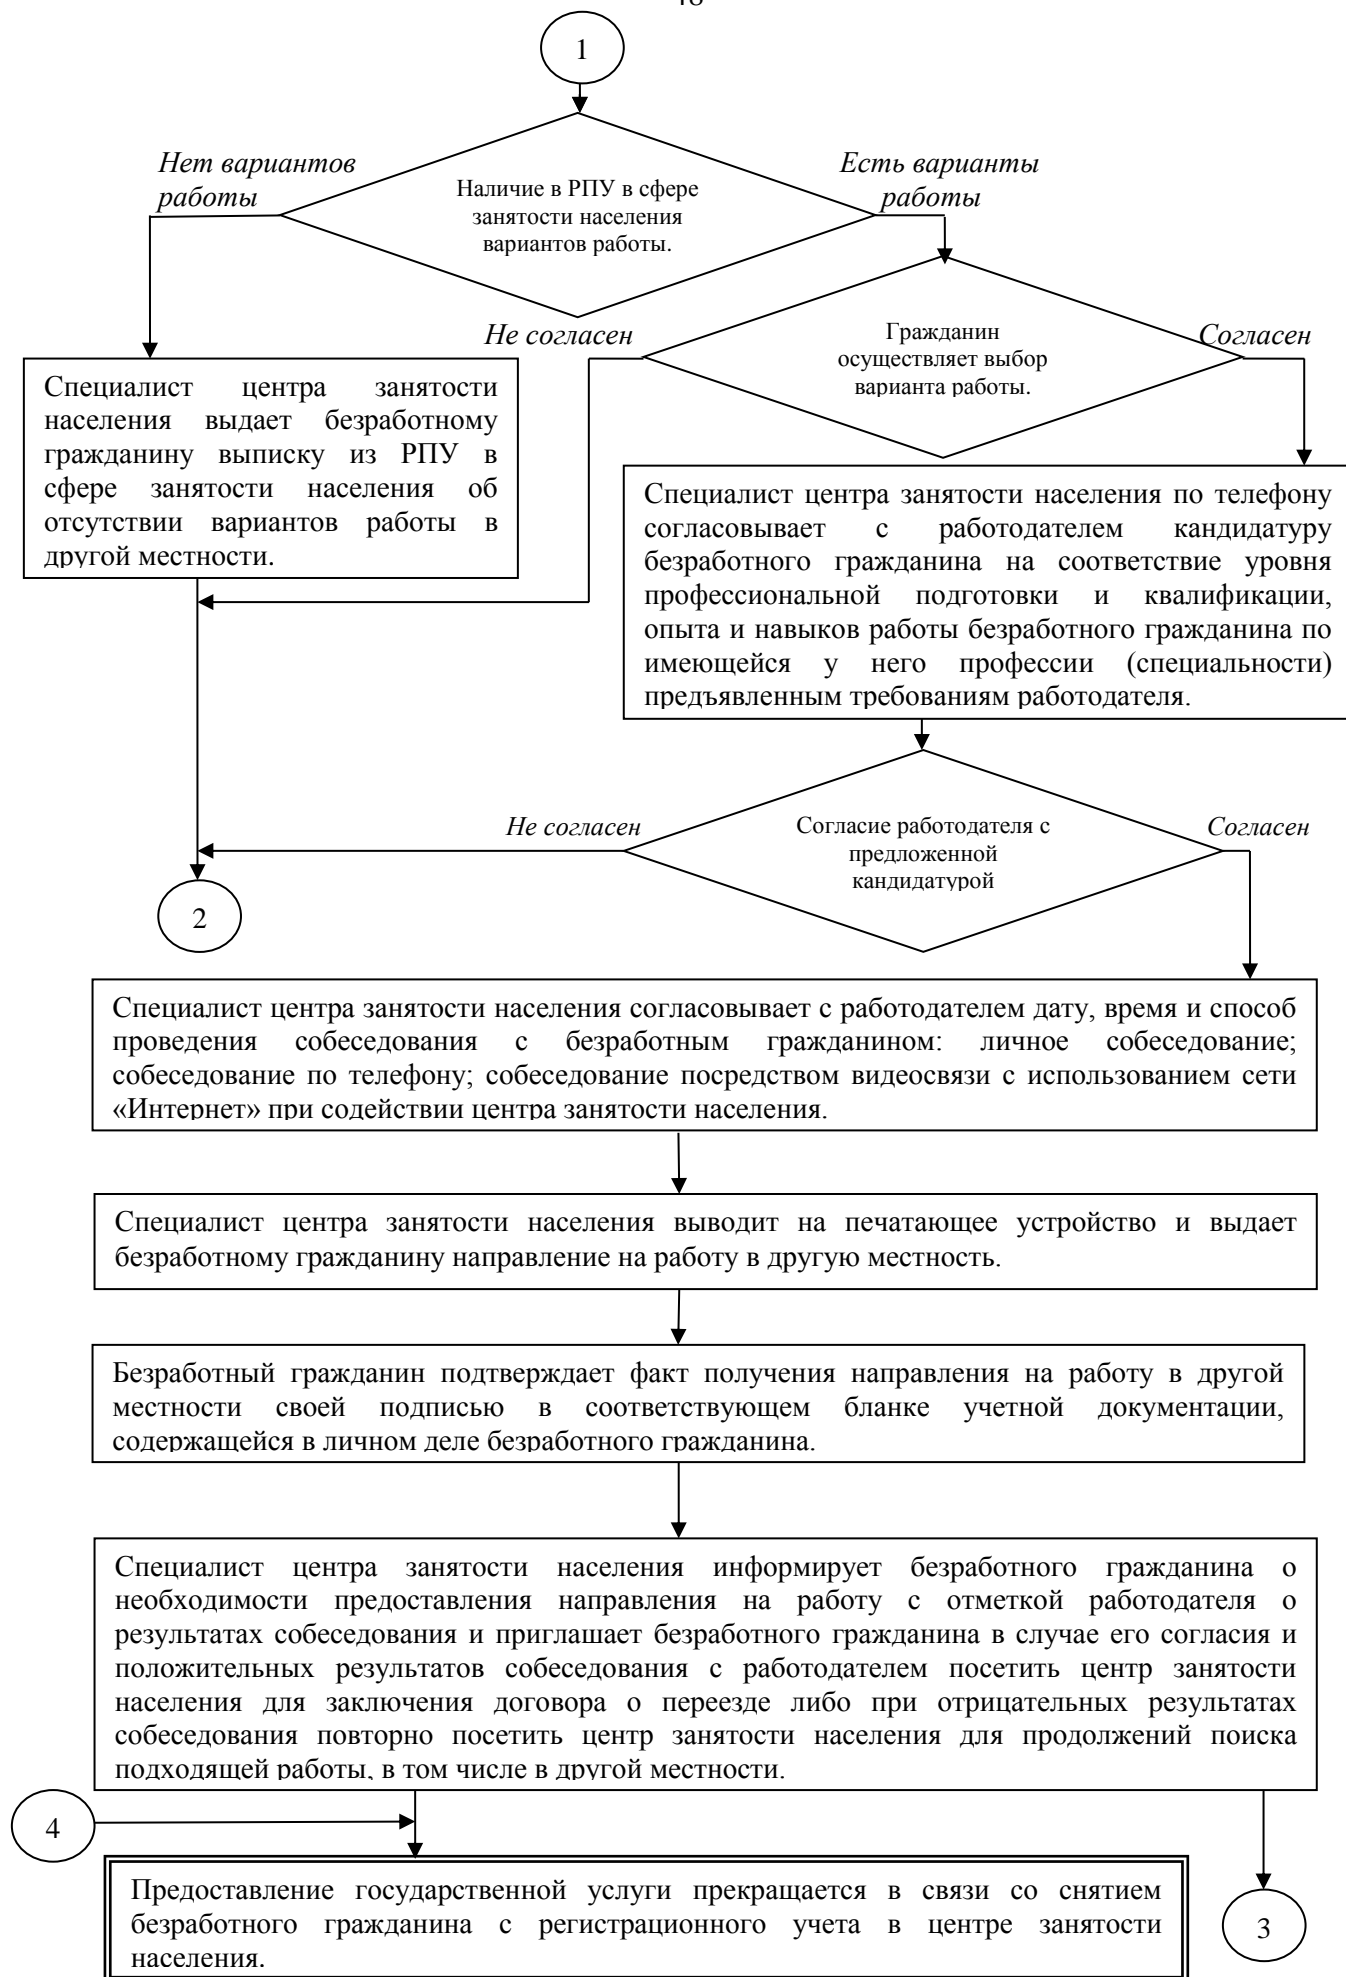 1
Нет вариантов
работы
Есть варианты
работы
Наличие в РПУ в сфере
занятости населения
вариантов работы.
Не согласен
Гражданин
осуществляет выбор
варианта работы.
Согласен
Специалист центра занятости
населения выдает безработному
гражданину выписку из РПУ в
сфере занятости населения об
отсутствии вариантов работы в
другой местности.
Специалист центра занятости населения по телефону
согласовывает с работодателем кандидатуру
безработного гражданина на соответствие уровня
профессиональной подготовки и квалификации,
опыта и навыков работы безработного гражданина по
имеющейся у него профессии (специальности)
предъявленным требованиям работодателя.
Не согласен
Согласие работодателя с
предложенной
кандидатурой
Согласен
2
Специалист центра занятости населения согласовывает с работодателем дату, время и способ
проведения собеседования с безработным гражданином: личное собеседование;
собеседование по телефону; собеседование посредством видеосвязи с использованием сети
«Интернет» при содействии центра занятости населения.
Специалист центра занятости населения выводит на печатающее устройство и выдает
безработному гражданину направление на работу в другую местность.
Безработный гражданин подтверждает факт получения направления на работу в другой
местности своей подписью в соответствующем бланке учетной документации,
содержащейся в личном деле безработного гражданина.
Специалист центра занятости населения информирует безработного гражданина о
необходимости предоставления направления на работу с отметкой работодателя о
результатах собеседования и приглашает безработного гражданина в случае его согласия и
положительных результатов собеседования с работодателем посетить центр занятости
населения для заключения договора о переезде либо при отрицательных результатах
собеседования повторно посетить центр занятости населения для продолжений поиска
подходящей работы, в том числе в другой местности.
4
Предоставление государственной услуги прекращается в связи со снятием
безработного гражданина с регистрационного учета в центре занятости
населения.
3